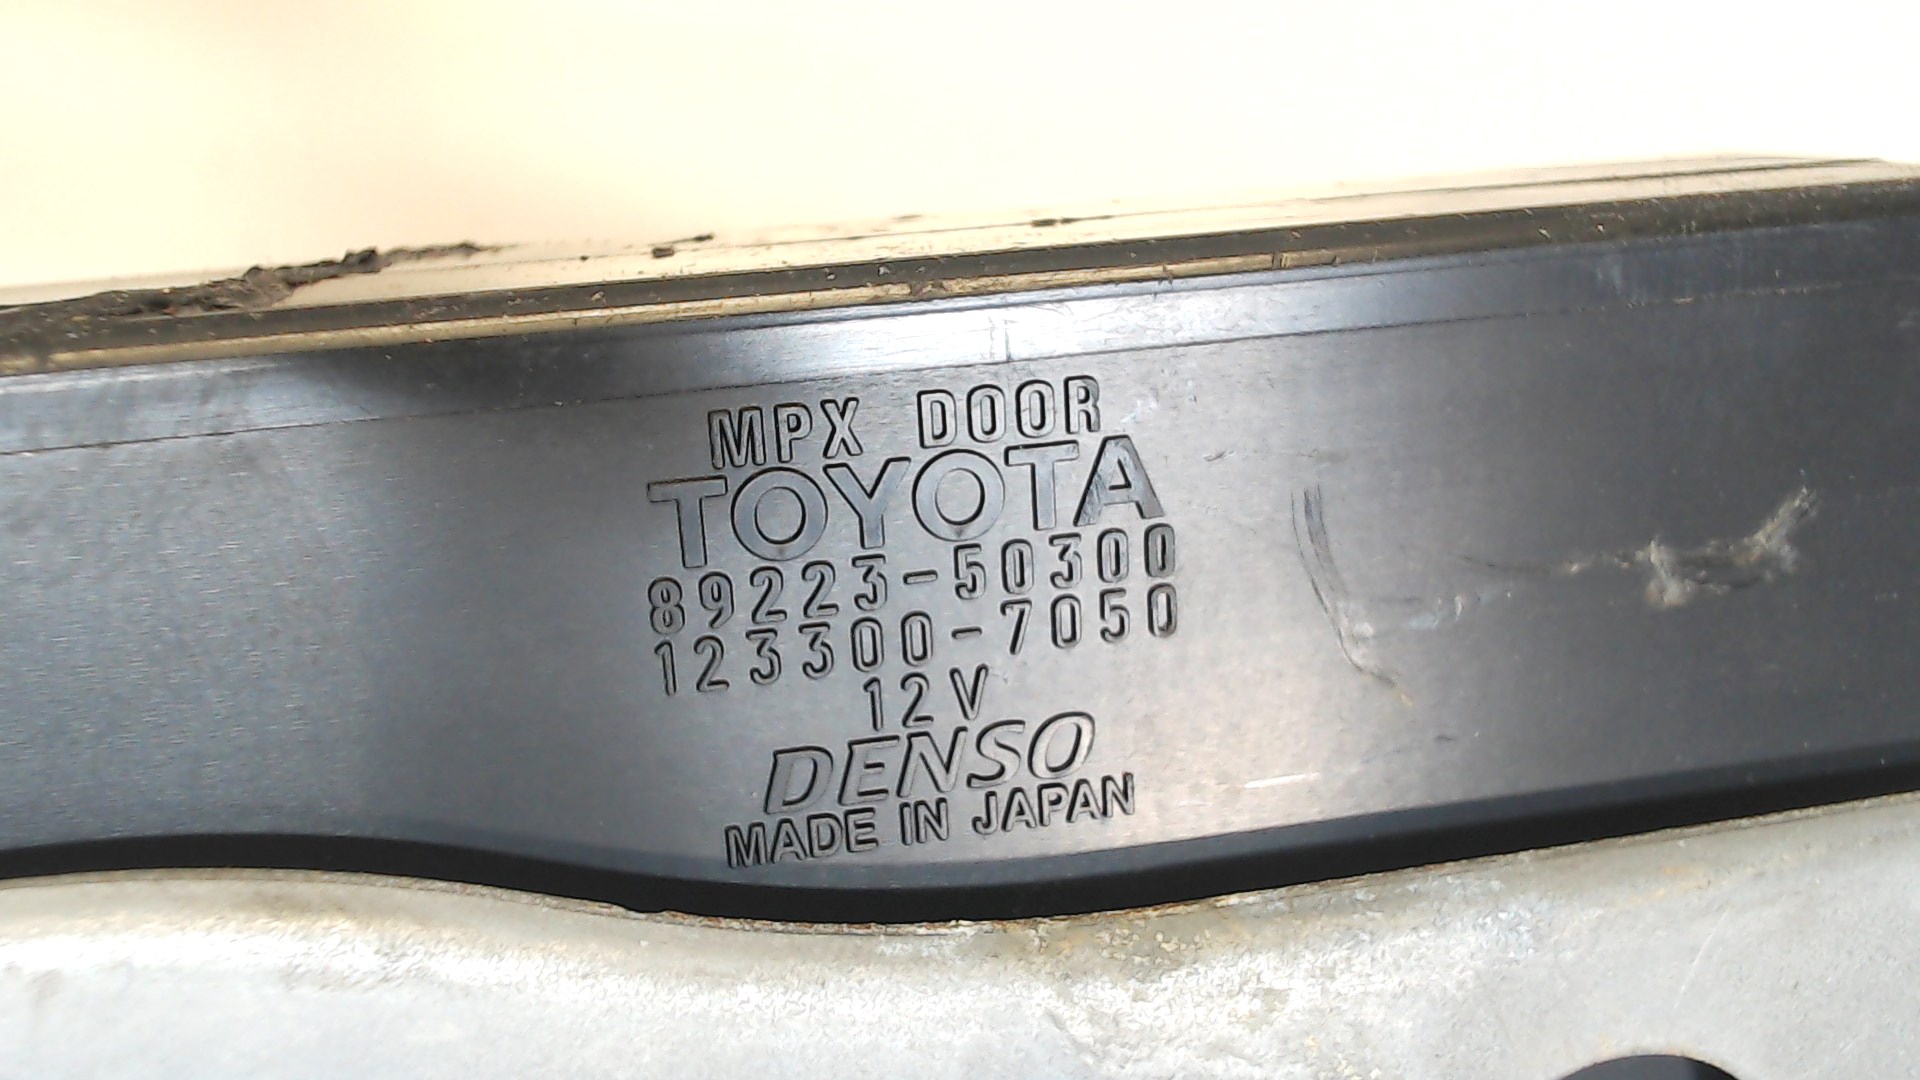 MPX DOOR
TOYOTA
89223-50300
123300-7050
12V
DENSO
MADE IN JAPAN